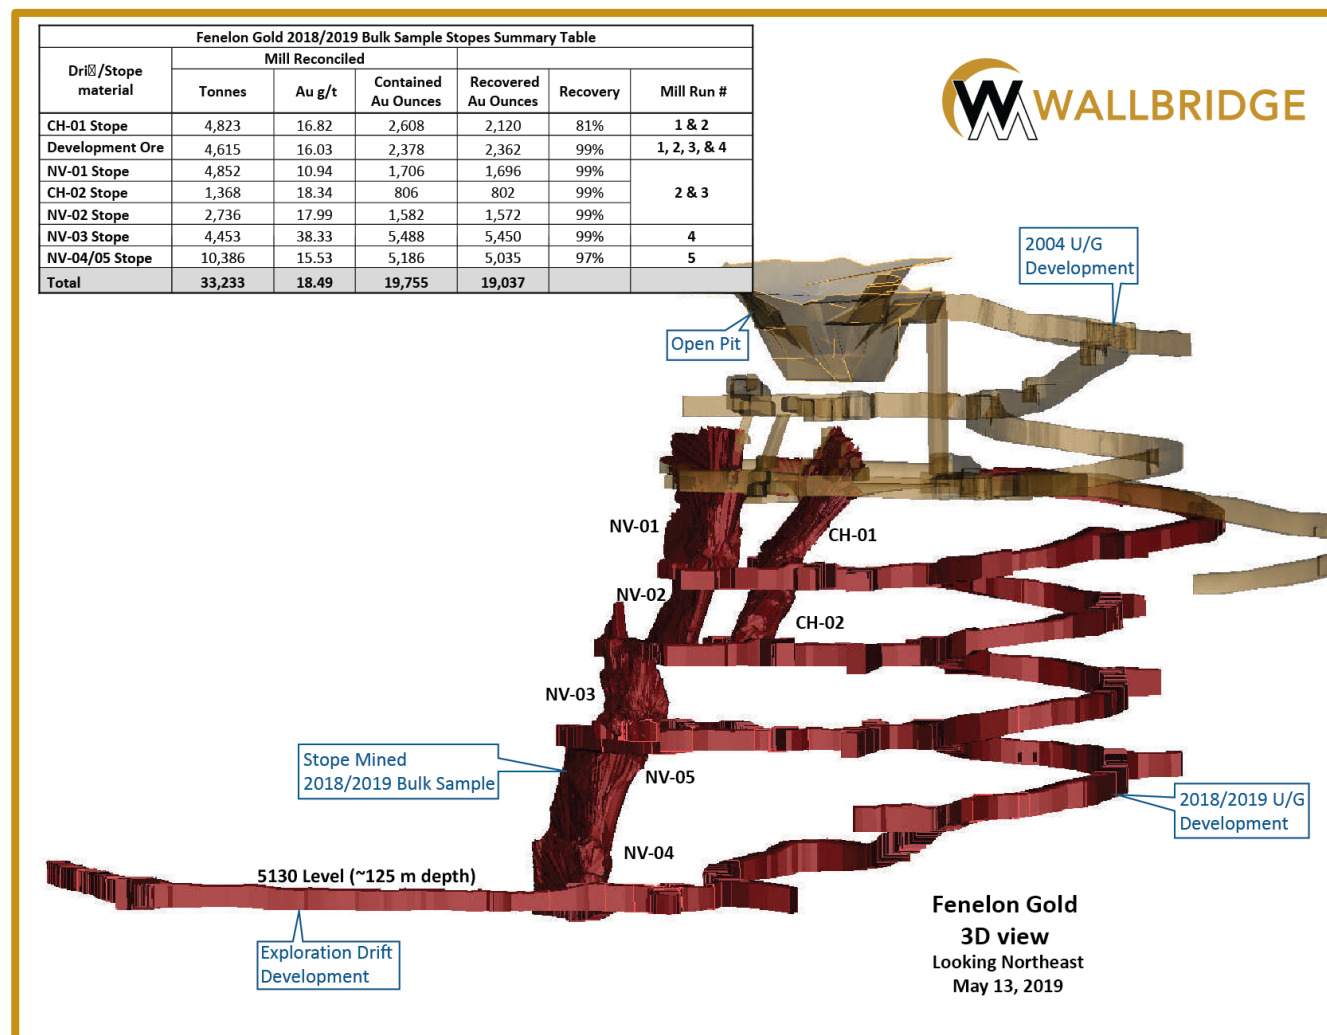 Fenelon Gold 2018/2019 Bulk Sample Stopes Summary Table
Dri⍰/Stope material Mill Reconciled
Tonnes Au g/t Contained Au Ounces Recovered Au Ounces Recovery Mill Run #
CH-01 Stope 4,823 16.82 2,608 2,120 81% 1 & 2
Development Ore 4,615 16.03 2,378 2,362 99% 1, 2, 3, & 4
NV-01 Stope 4,852 10.94 1,706 1,696 99%
CH-02 Stope 1,368 18.34 806 802 99% 2 & 3
NV-02 Stope 2,736 17.99 1,582 1,572 99%
NV-03 Stope 4,453 38.33 5,488 5,450 99% 4
NV-04/05 Stope 10,386 15.53 5,186 5,035 97% 5
Total 33,233 18.49 19,755 19,037
WALLBRIDGE
2004 U/G
Development
Open Pit
NV-01
CH-01
NV-02
CH-02
NV-03
Stope Mined
2018/2019 Bulk Sample
NV-05
2018/2019 U/G
Development
NV-04
5130 Level (~125 m depth)
Exploration Drift
Development
Fenelon Gold
3D view
Looking Northeast
May 13, 2019